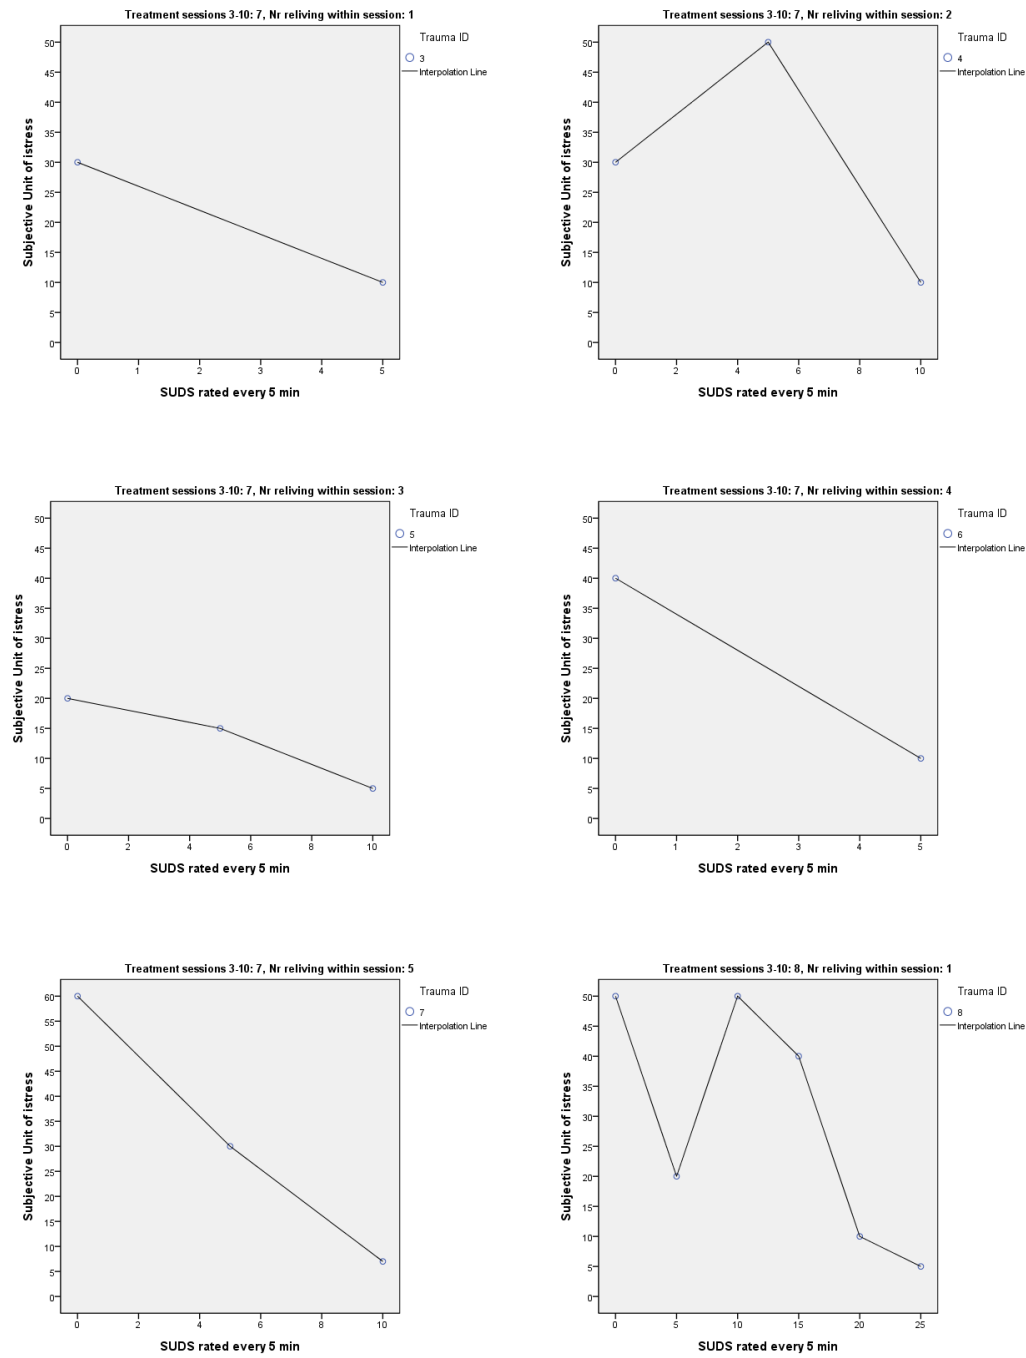 Treatment sessions 3-10: 7, Nr reliving within session: 1
Trauma ID
3
Interpolation Line
50
45
40
35
30
25
20
15
10
5
0
Subjective Unit of istress
0 1 2 3 4 5
SUDS rated every 5 min
Treatment sessions 3-10: 7, Nr reliving within session: 2
Trauma ID
4
Interpolation Line
50
45
40
35
30
25
20
15
10
5
0
Subjective Unit of istress
0 2 4 6 8 10
SUDS rated every 5 min
Treatment sessions 3-10: 7, Nr reliving within session: 3
Trauma ID
5
Interpolation Line
50
45
40
35
30
25
20
15
10
5
0
Subjective Unit of istress
0 2 4 6 8 10
SUDS rated every 5 min
Treatment sessions 3-10: 7, Nr reliving within session: 4
Trauma ID
6
Interpolation Line
50
45
40
35
30
25
20
15
10
5
0
Subjective Unit of istress
0 1 2 3 4 5
SUDS rated every 5 min
Treatment sessions 3-10: 7, Nr reliving within session: 5
Trauma ID
7
Interpolation Line
60
55
50
45
40
35
30
25
20
15
10
5
0
Subjective Unit of istress
0 2 4 6 8 10
SUDS rated every 5 min
Treatment sessions 3-10: 8, Nr reliving within session: 1
Trauma ID
8
Interpolation Line
50
45
40
35
30
25
20
15
10
5
0
Subjective Unit of istress
0 5 10 15 20 25
SUDS rated every 5 min